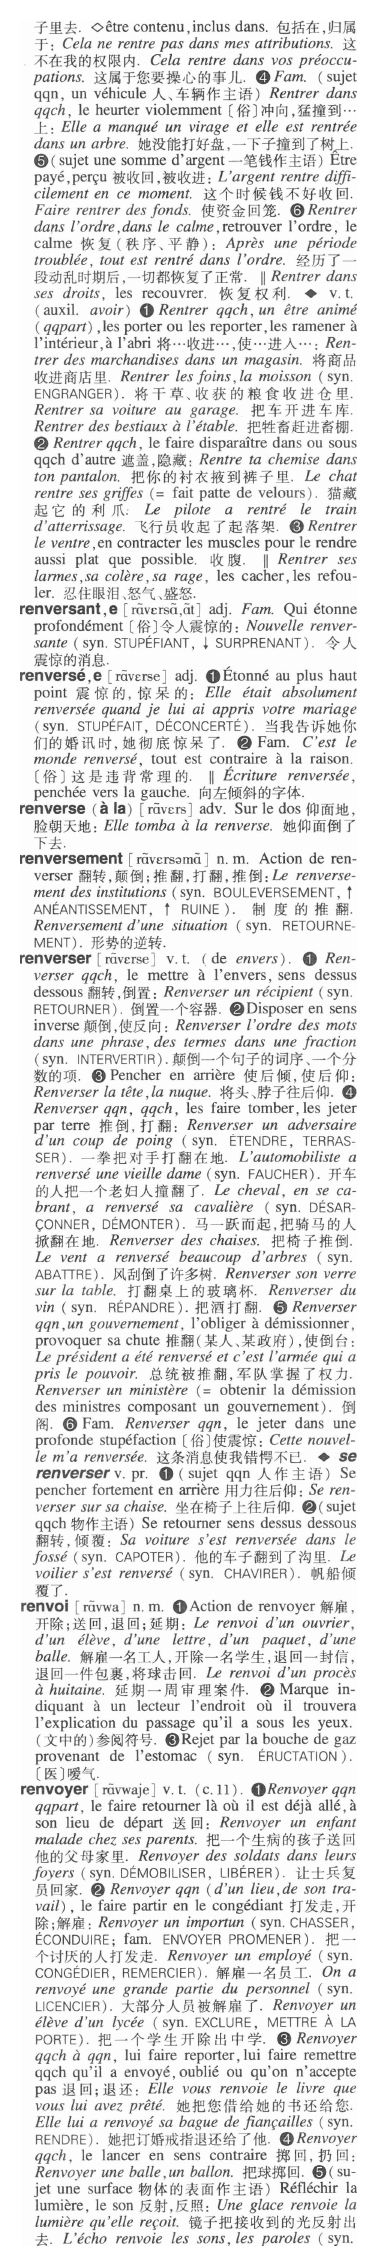 子里去. ◇être contenu,inclus dans. 包括在,归属
于: Cela ne rentre pas dans mes attributions. 这
不在我的权限内. Cela rentre dans vos préoccu-
pations. 这属于您要操心的事儿. ❹ Fam. (sujet
qqn, un véhicule 人、车辆作主语) Rentrer dans
qqch, le heurter violemment〔俗〕冲向,猛撞到…
上: Elle a manqué un virage et elle est rentrée
dans un arbre. 她没能打好盘,一下子撞到了树上.
❺(sujet une somme d'argent 一笔钱作主语) Être
payé,perçu 被收回,被收进: L'argent rentre diffi-
cilement en ce moment. 这个时候钱不好收回.
Faire rentrer des fonds. 使资金回笼. ❻ Rentrer
dans l'ordre,dans le calme,retrouver l'ordre, le
calme 恢复(秩序、平静): Après une période
troublée, tout est rentré dans l'ordre. 经历了一
段动乱时期后,一切都恢复了正常. ‖ Rentrer dans
ses droits, les recouvrer. 恢复权利. ◆ v. t.
(auxil. avoir) ❶ Rentrer qqch, un être animé
(qqpart),les porter ou les reporter,les ramener à
l'intérieur,à l'abri 将…收进…,使…进入…: Ren-
trer des marchandises dans un magasin. 将商品
收进商店里. Rentrer les foins,la moisson (syn.
ENGRANGER). 将干草、收获的粮食收进仓里.
Rentrer sa voiture au garage. 把车开进车库.
Rentrer des bestiaux à l'étable. 把牲畜赶进畜棚.
❷ Rentrer qqch, le faire disparaître dans ou sous
qqch d'autre 遮盖,隐藏: Rentre ta chemise dans
ton pantalon. 把你的衬衣掖到裤子里. Le chat
rentre ses griffes (= fait patte de velours). 猫藏
起它的利爪. Le pilote a rentré le train
d'atterrissage. 飞行员收起了起落架. ❸ Rentrer
le ventre,en contracter les muscles pour le rendre
aussi plat que possible. 收腹. ‖ Rentrer ses
larmes,sa colère,sa rage, les cacher,les refou-
ler. 忍住眼泪、怒气、盛怒.
renversant,e [rɑ̃vɛrsɑ̃,ɑ̃t] adj. Fam. Qui étonne
profondément〔俗〕令人震惊的: Nouvelle renver-
sante (syn. STUPÉFIANT, ↓ SURPRENANT). 令人
震惊的消息.
renversé,e [rɑ̃vɛrse] adj. ❶Étonné au plus haut
point 震惊的,惊呆的: Elle était absolument
renversée quand je lui ai appris votre mariage
(syn. STUPÉFAIT, DÉCONCERTÉ). 当我告诉她你
们的婚讯时,她彻底惊呆了. ❷ Fam. C'est le
monde renversé, tout est contraire à la raison.
〔俗〕这是违背常理的. ‖ Écriture renversée,
penchée vers la gauche. 向左倾斜的字体.
renverse (à la) [rɑ̃vɛrs] adv. Sur le dos 仰面地,
脸朝天地: Elle tomba à la renverse. 她仰面倒了
下去.
renversement [rɑ̃vɛrsəmɑ̃] n. m. Action de ren-
verser 翻转,颠倒;推翻,打翻,推倒: Le renverse-
ment des institutions (syn. BOULEVERSEMENT, ↑
ANÉANTISSEMENT, ↑ RUINE). 制度的推翻.
Renversement d'une situation (syn. RETOURNE-
MENT). 形势的逆转.
renverser [rɑ̃vɛrse] v. t. (de envers). ❶ Ren-
verser qqch, le mettre à l'envers, sens dessus
dessous 翻转,倒置: Renverser un récipient (syn.
RETOURNER). 倒置一个容器. ❷Disposer en sens
inverse 颠倒,使反向: Renverser l'ordre des mots
dans une phrase, des termes dans une fraction
(syn. INTERVERTIR). 颠倒一个句子的词序、一个分
数的项. ❸ Pencher en arrière 使后倾,使后仰:
Renverser la tête,la nuque. 将头、脖子往后仰. ❹
Renverser qqn, qqch, les faire tomber,les jeter
par terre 推倒,打翻: Renverser un adversaire
d'un coup de poing (syn. ÉTENDRE, TERRAS-
SER). 一拳把对手打翻在地. L'automobiliste a
renversé une vieille dame (syn. FAUCHER). 开车
的人把一个老妇人撞翻了. Le cheval, en se ca-
brant, a renversé sa cavalière (syn. DÉSAR-
ÇONNER, DÉMONTER). 马一跃而起,把骑马的人
掀翻在地. Renverser des chaises. 把椅子推倒.
Le vent a renversé beaucoup d'arbres (syn.
ABATTRE). 风刮倒了许多树. Renverser son verre
sur la table. 打翻桌上的玻璃杯. Renverser du
vin (syn. RÉPANDRE). 把酒打翻. ❺ Renverser
qqn,un gouvernement, l'obliger à démissionner,
provoquer sa chute 推翻(某人、某政府),使倒台:
Le président a été renversé et c'est l'armée qui a
pris le pouvoir. 总统被推翻,军队掌握了权力.
Renverser un ministère (= obtenir la démission
des ministres composant un gouvernement). 倒
阁. ❻ Fam. Renverser qqn, le jeter dans une
profonde stupéfaction〔俗〕使震惊: Cette nouvel-
le m'a renversée. 这条消息使我错愕不已. ◆ se
renverser v. pr. ❶ (sujet qqn 人作主语) Se
pencher fortement en arrière 用力往后仰: Se ren-
verser sur sa chaise. 坐在椅子上往后仰. ❷(sujet
qqch 物作主语) Se retourner sens dessus dessous
翻转,倾覆: Sa voiture s'est renversée dans le
fossé (syn. CAPOTER). 他的车子翻到了沟里. Le
voilier s'est renversé (syn. CHAVIRER). 帆船倾
覆了.
renvoi [rɑ̃vwa] n. m. ❶Action de renvoyer 解雇,
开除;送回,退回;延期: Le renvoi d'un ouvrier,
d'un élève, d'une lettre, d'un paquet, d'une
balle. 解雇一名工人,开除一名学生,退回一封信,
退回一件包裹,将球击回. Le renvoi d'un procès
à huitaine. 延期一周审理案件. ❷ Marque in-
diquant à un lecteur l'endroit où il trouvera
l'explication du passage qu'il a sous les yeux.
(文中的)参阅符号. ❸Rejet par la bouche de gaz
provenant de l'estomac (syn. ÉRUCTATION).
〔医〕嗳气.
renvoyer [rɑ̃vwaje] v. t. (c. 11). ❶Renvoyer qqn
qqpart, le faire retourner là où il est déjà allé,à
son lieu de départ 送回: Renvoyer un enfant
malade chez ses parents. 把一个生病的孩子送回
他的父母家里. Renvoyer des soldats dans leurs
foyers (syn. DÉMOBILISER, LIBÉRER). 让士兵复
员回家. ❷ Renvoyer qqn (d'un lieu,de son tra-
vail), le faire partir en le congédiant 打发走,开
除;解雇: Renvoyer un importun (syn. CHASSER,
ÉCONDUIRE; fam. ENVOYER PROMENER). 把一
个讨厌的人打发走. Renvoyer un employé (syn.
CONGÉDIER, REMERCIER). 解雇一名员工. On a
renvoyé une grande partie du personnel (syn.
LICENCIER). 大部分人员被解雇了. Renvoyer un
élève d'un lycée (syn. EXCLURE, METTRE À LA
PORTE). 把一个学生开除出中学. ❸ Renvoyer
qqch à qqn, lui faire reporter,lui faire remettre
qqch qu'il a envoyé,oublié ou qu'on n'accepte
pas 退回;退还: Elle vous renvoie le livre que
vous lui avez prêté. 她把您借给她的书还给您.
Elle lui a renvoyé sa bague de fiançailles (syn.
RENDRE). 她把订婚戒指退还给了他. ❹Renvoyer
qqch, le lancer en sens contraire 掷回,扔回:
Renvoyer une balle,un ballon. 把球掷回. ❺(su-
jet une surface 物体的表面作主语) Réfléchir la
lumière, le son 反射,反照: Une glace renvoie la
lumière qu'elle reçoit. 镜子把接收到的光反射出
去. L'écho renvoie les sons, les paroles (syn.